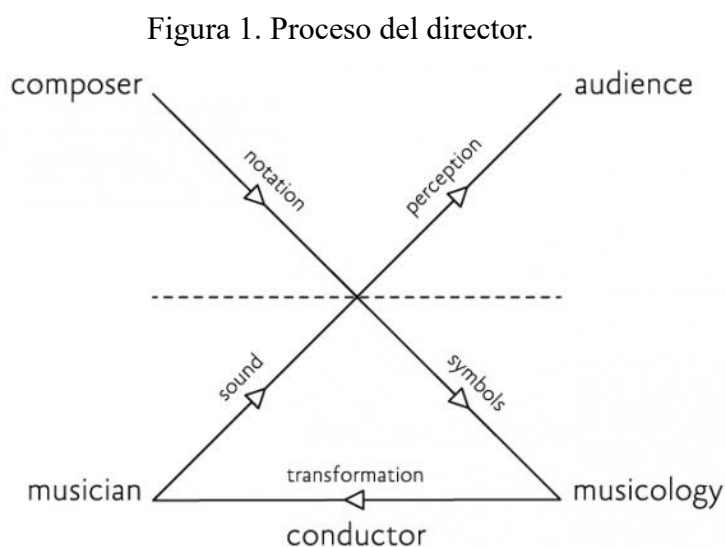 Figura 1. Proceso del director.
composer
audience
notation
perception
sound
symbols
transformation
musician
musicology
conductor